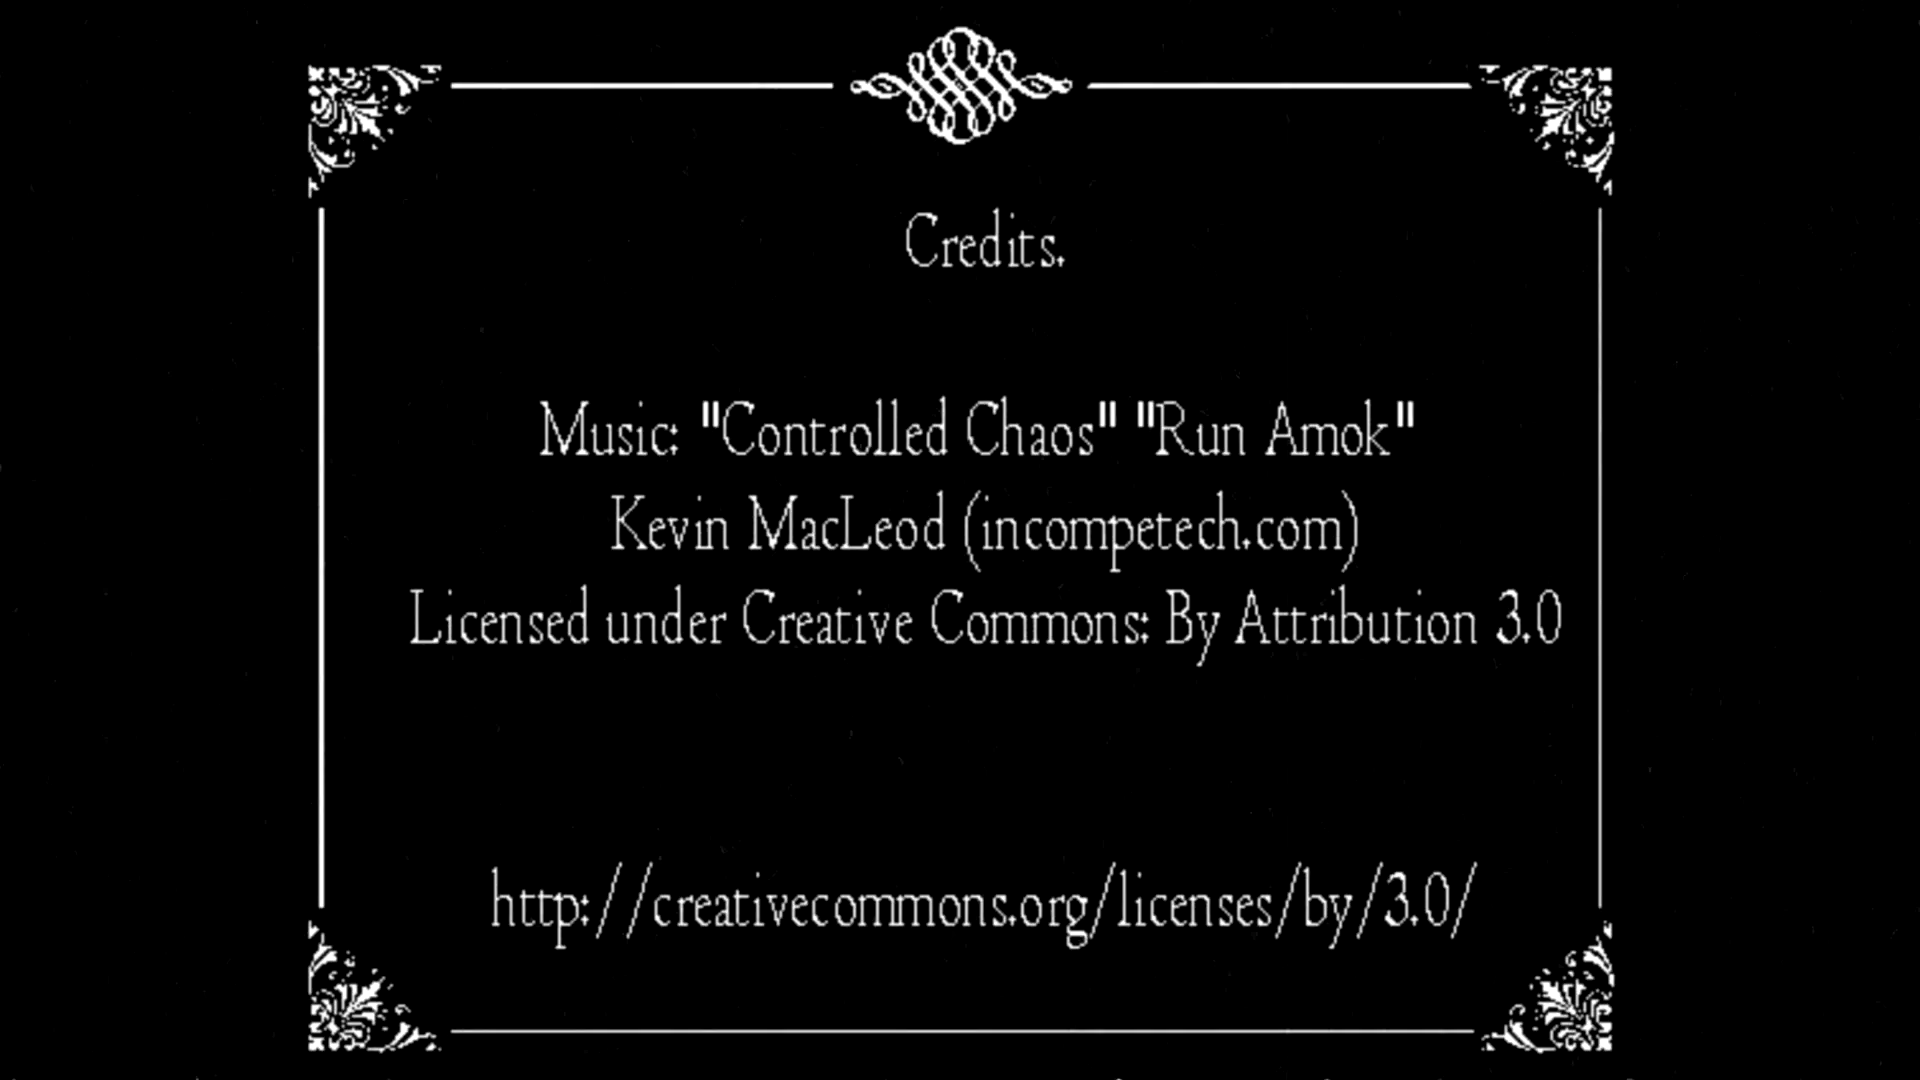 Credits.
Music: "Controlled Chaos" "Run Amok"
Kevin MacLeod (incompetech.com)
Licensed under Creative Commons: By Attribution 3.0
http://creativecommons.org/licenses/by/3.0/